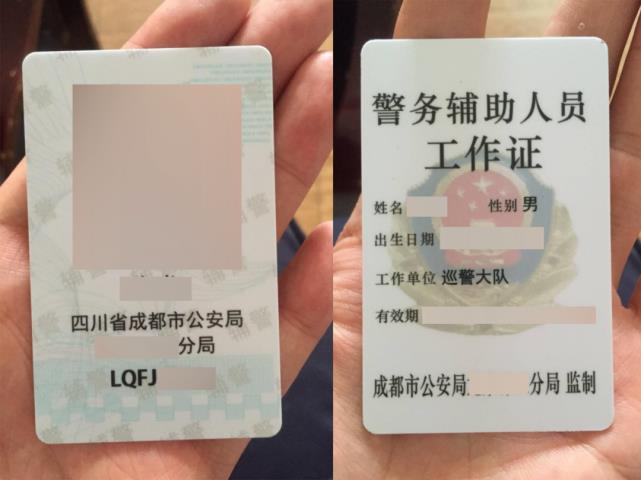 辅警
四川省成都市公安局
分局
LQFJ
警务辅助人员
工作证
姓名 性别 男
出生日期
工作单位 巡警大队
有效期
成都市公安局 分局 监制